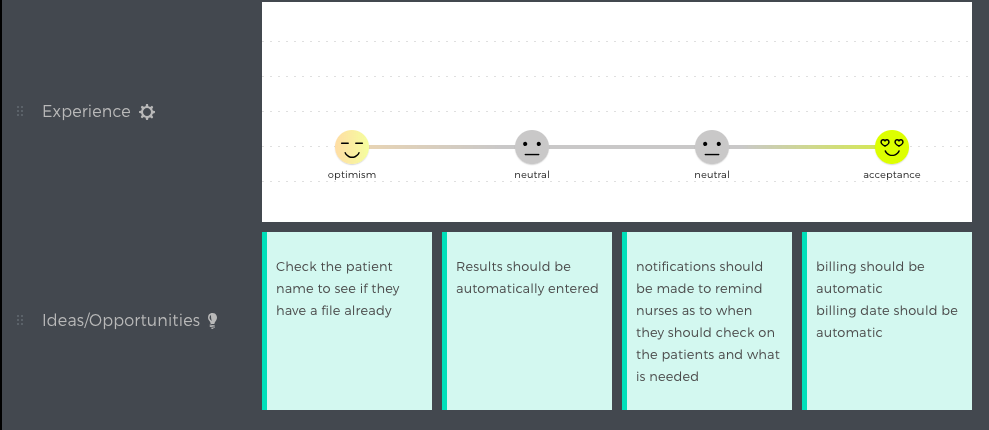 Experience
optimism
neutral
neutral
acceptance
Ideas/Opportunities
Check the patient
name to see if they
have a file already
Results should be
automatically entered
notifications should
be made to remind
nurses as to when
they should check on
the patients and what
is needed
billing should be
automatic
billing date should be
automatic